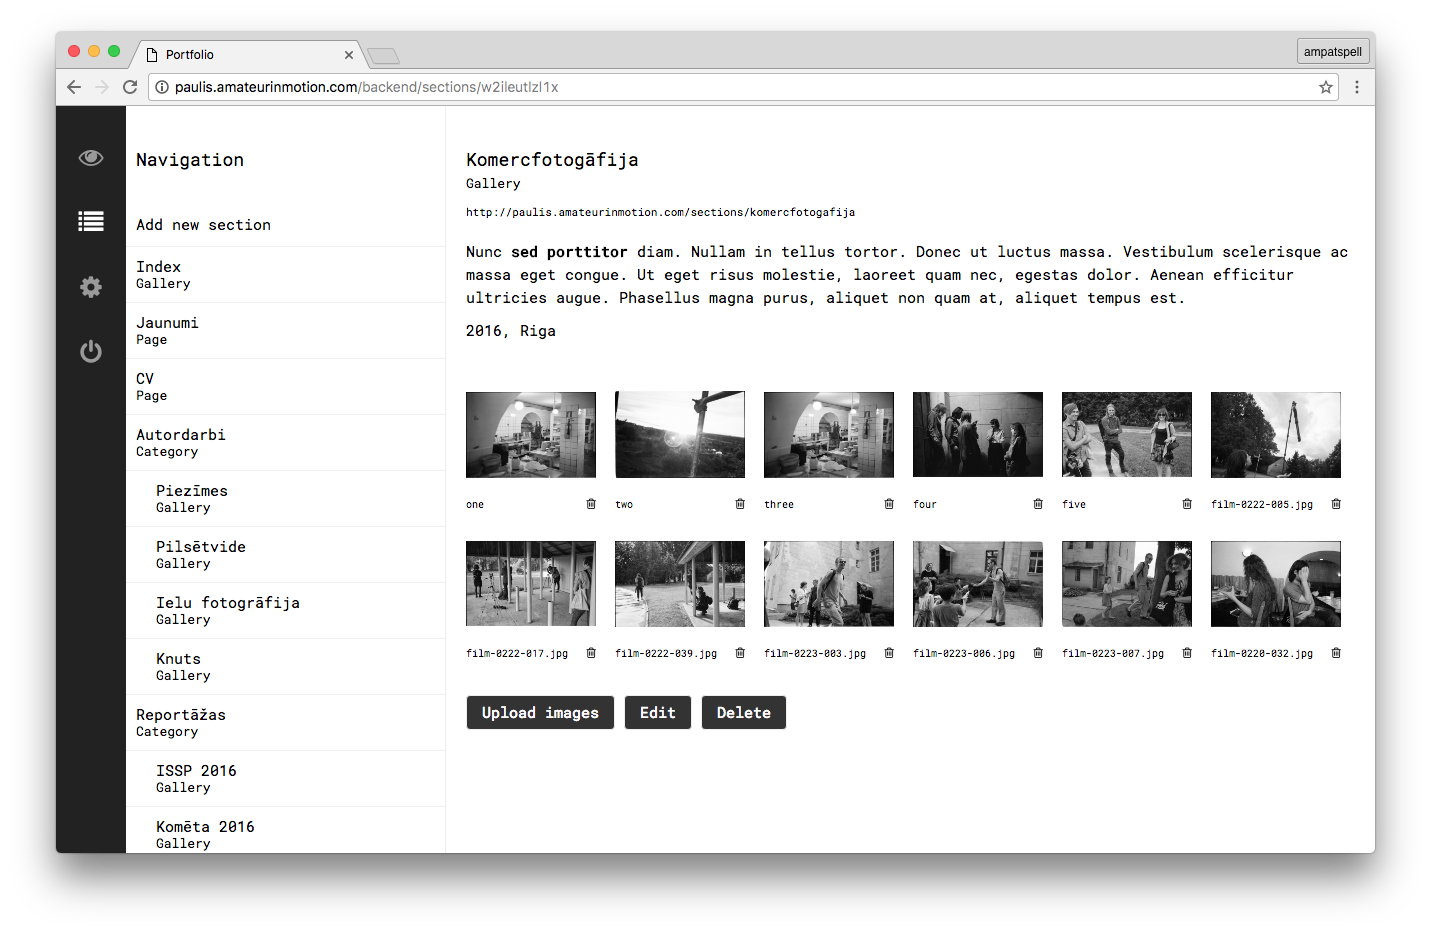 Portfolio
ampatspell
paulis.amateurinmotion.com/backend/sections/w2ileutlzl1x
Navigation
Add new section
Index
Gallery
Jaunumi
Page
CV
Page
Autordarbi
Category
Piezīmes
Gallery
Pilsētvide
Gallery
Ielu fotogrāfija
Gallery
Knuts
Gallery
Reportāžas
Category
ISSP 2016
Gallery
Komēta 2016
Gallery
Komercfotogāfija
Gallery
http://paulis.amateurinmotion.com/sections/komercfotogafija
Nunc sed porttitor diam. Nullam in tellus tortor. Donec ut luctus massa. Vestibulum scelerisque ac
massa eget congue. Ut eget risus molestie, laoreet quam nec, egestas dolor. Aenean efficitur
ultricies augue. Phasellus magna purus, aliquet non quam at, aliquet tempus est.
2016, Riga
one two three four five film-0222-005.jpg
film-0222-017.jpg film-0222-039.jpg film-0223-003.jpg film-0223-006.jpg film-0223-007.jpg film-0220-032.jpg
Upload images Edit Delete